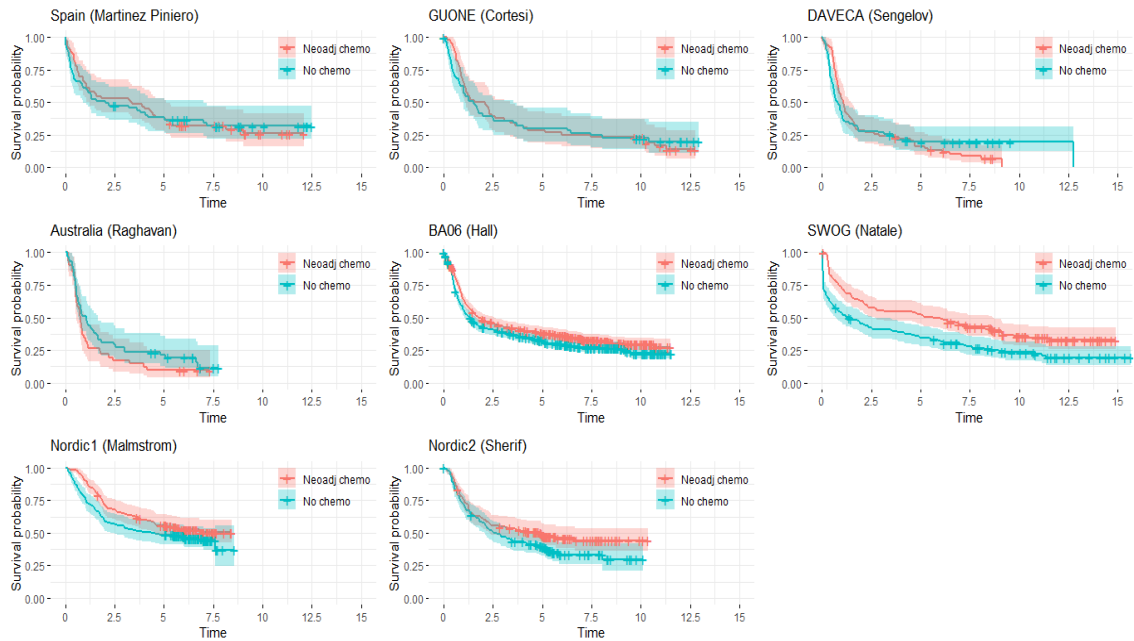 Spain (Martinez Piniero)
Survival probability
1.00
0.75
0.50
0.25
0.00
Neoadj chemo
No chemo
0 2.5 5 7.5 10 12.5 15
Time
GUONE (Cortesi)
Survival probability
1.00
0.75
0.50
0.25
0.00
Neoadj chemo
No chemo
0 2.5 5 7.5 10 12.5 15
Time
DAVECA (Sengelov)
Survival probability
1.00
0.75
0.50
0.25
0.00
Neoadj chemo
No chemo
0 2.5 5 7.5 10 12.5 15
Time
Australia (Raghavan)
Survival probability
1.00
0.75
0.50
0.25
0.00
Neoadj chemo
No chemo
0 2.5 5 7.5 10 12.5 15
Time
BA06 (Hall)
Survival probability
1.00
0.75
0.50
0.25
0.00
Neoadj chemo
No chemo
0 2.5 5 7.5 10 12.5 15
Time
SWOG (Natale)
Survival probability
1.00
0.75
0.50
0.25
0.00
Neoadj chemo
No chemo
0 2.5 5 7.5 10 12.5 15
Time
Nordic1 (Malmstrom)
Survival probability
1.00
0.75
0.50
0.25
0.00
Neoadj chemo
No chemo
0 2.5 5 7.5 10 12.5 15
Time
Nordic2 (Sherif)
Survival probability
1.00
0.75
0.50
0.25
0.00
Neoadj chemo
No chemo
0 2.5 5 7.5 10 12.5 15
Time